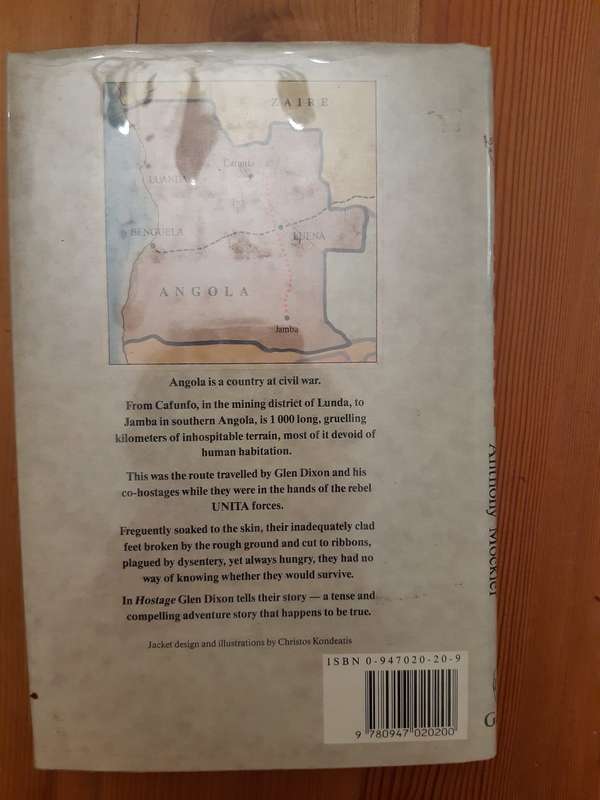 ZAIRE
LUANDA
BENGUELA
LUENA
ANGOLA
Jamba
Angola is a country at civil war.
From Cafunfo, in the mining district of Lunda, to
Jamba in southern Angola, is 1 000 long, gruelling
kilometers of inhospitable terrain, most of it devoid of
human habitation.
This was the route travelled by Glen Dixon and his
co-hostages while they were in the hands of the rebel
UNITA forces.
Freguently soaked to the skin, their inadequately clad
feet broken by the rough ground and cut to ribbons,
plagued by dysentery, yet always hungry, they had no
way of knowing whether they would survive.
In Hostage Glen Dixon tells their story — a tense and
compelling adventure story that happens to be true.
Jacket design and illustrations by Christos Kondeatis
ISBN 0-947020-20-9
9 780947 020200
Anthony Mockler
G